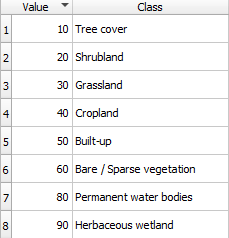 Value Class
1 10 Tree cover
2 20 Shrubland
3 30 Grassland
4 40 Cropland
5 50 Built-up
6 60 Bare / Sparse vegetation
7 80 Permanent water bodies
8 90 Herbaceous wetland